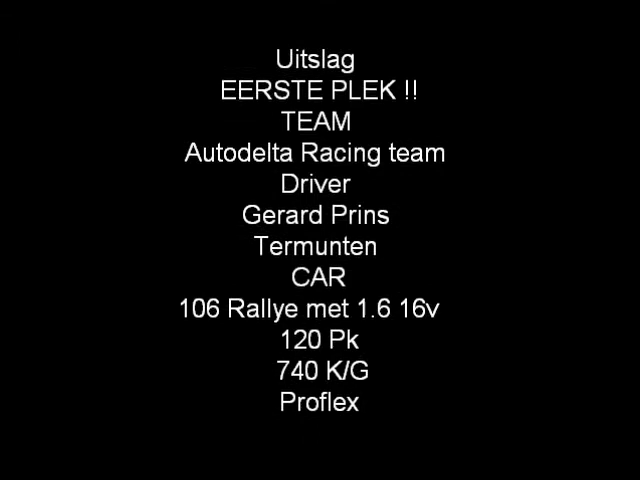 Uitslag
EERSTE PLEK !!
TEAM
Autodelta Racing team
Driver
Gerard Prins
Termunten
CAR
106 Rallye met 1.6 16v
120 Pk
740 K/G
Proflex